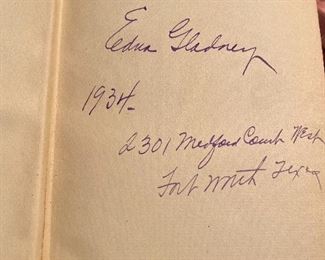 Edna Gladney
1934-
2301 Medford Court West
Fort Worth Texas